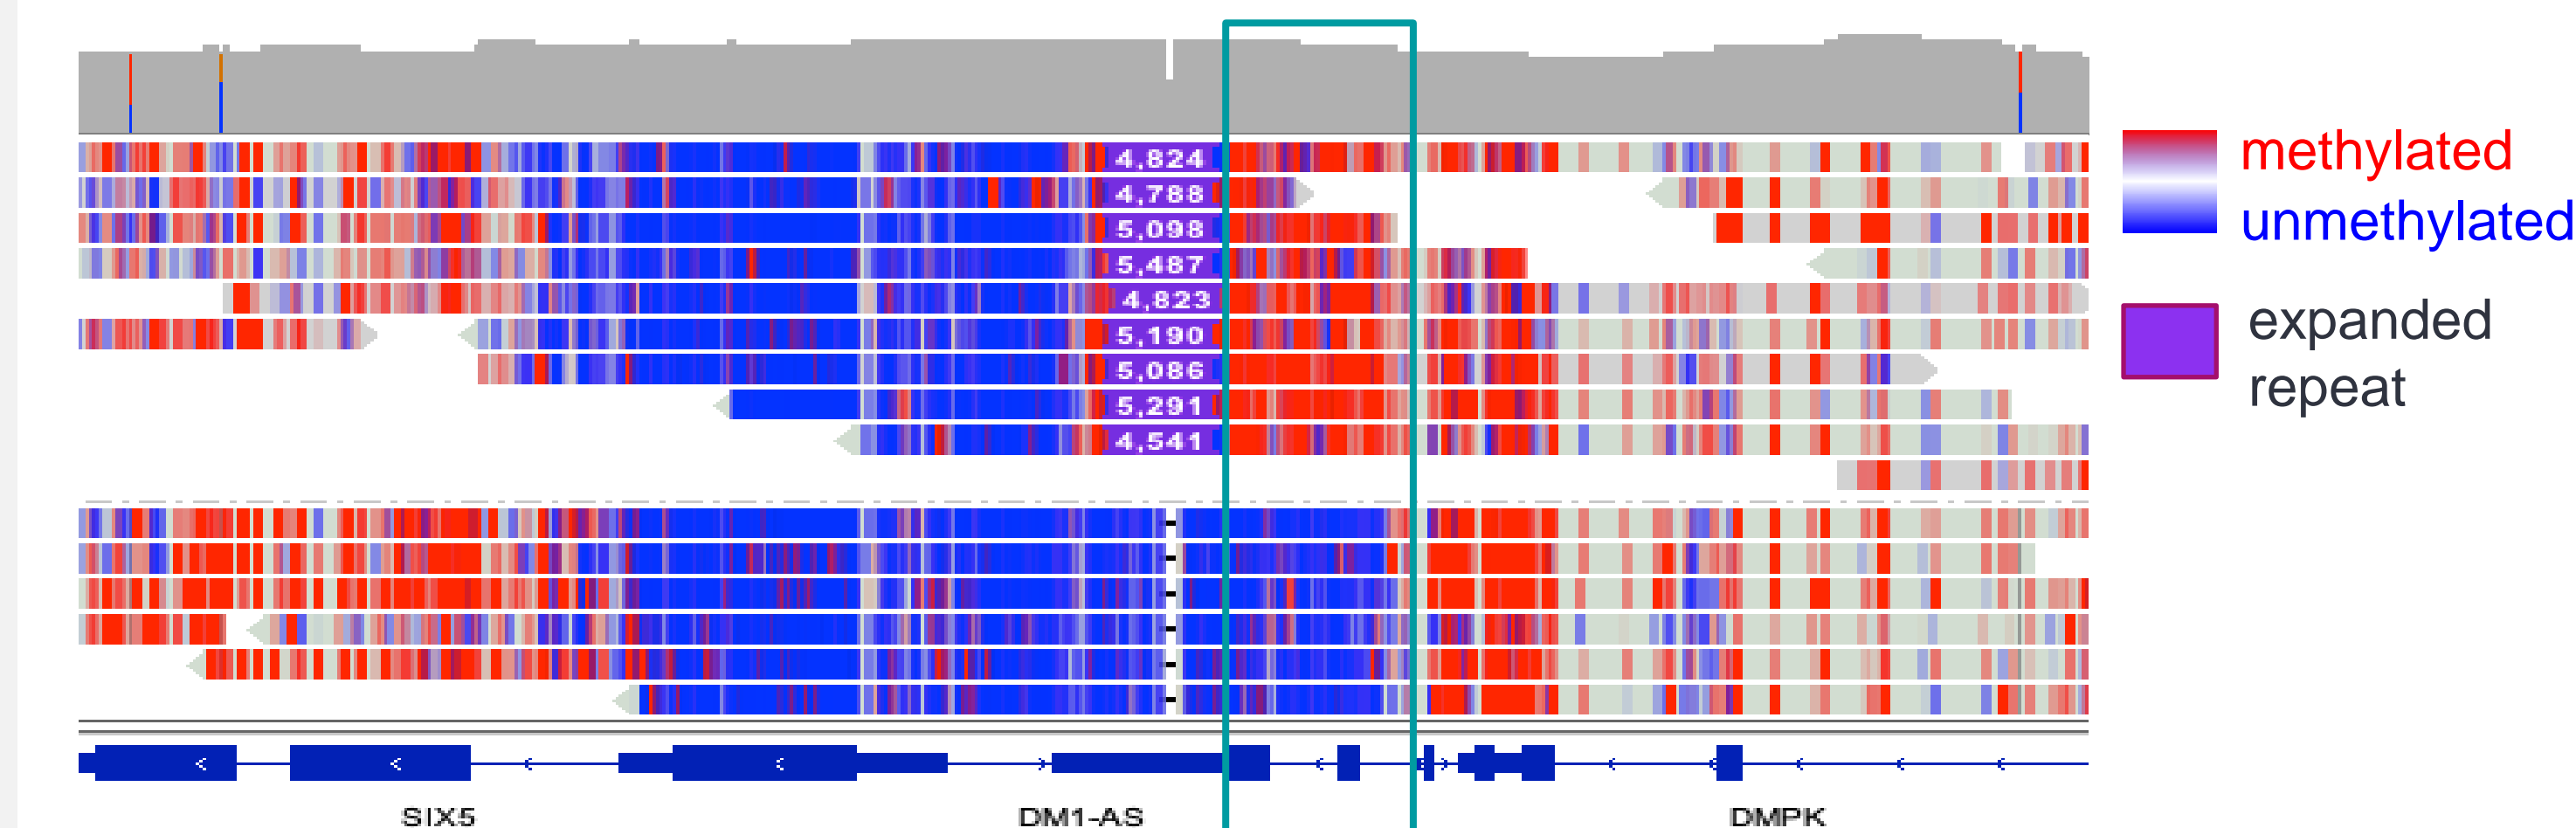 methylated
unmethylated
expanded
repeat
4,824
4,788
5,098
5,487
4,823
5,190
5,086
5,291
4,541
SIX5
DM1-AS
DMPK